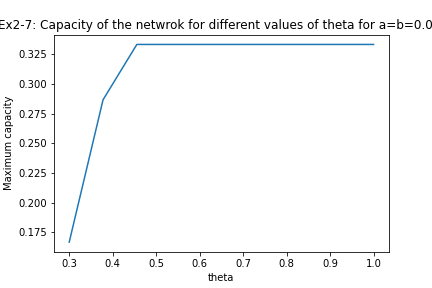 Ex2-7: Capacity of the netwrok for different values of theta for a=b=0.0
0.325
0.300
0.275
0.250
0.225
0.200
0.175
Maximum capacity
0.3 0.4 0.5 0.6 0.7 0.8 0.9 1.0
theta